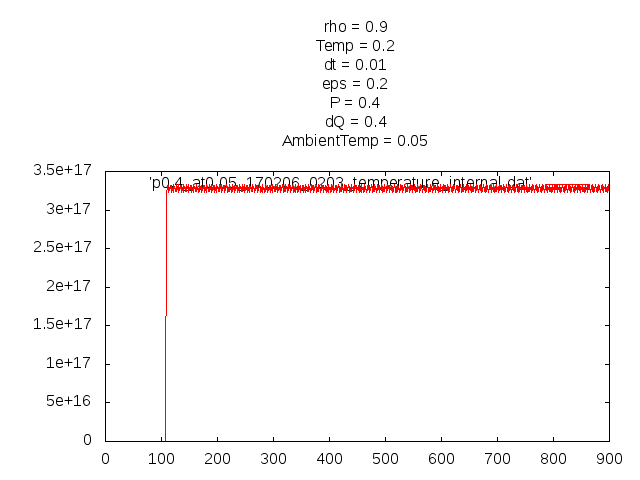 rho = 0.9
Temp = 0.2
dt = 0.01
eps = 0.2
P = 0.4
dQ = 0.4
AmbientTemp = 0.05
3.5e+17
'p0.4_at0.05_170206_0203_temperature_internal.dat'
3e+17
2.5e+17
2e+17
1.5e+17
1e+17
5e+16
0
0 100 200 300 400 500 600 700 800 900